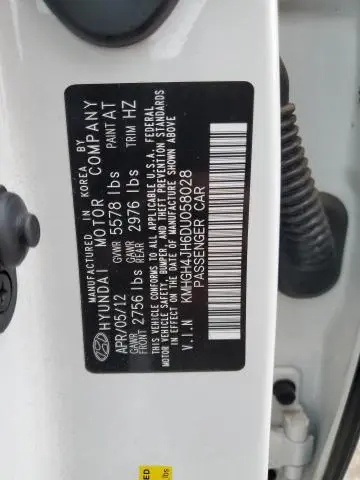 MANUFACTURED IN KOREA BY
HYUNDAI MOTOR COMPANY
APR/05/12 GVWR 5578 lbs PAINT AT
GAWR FRONT 2756 lbs GAWR REAR 2976 lbs TRIM HZ
THIS VEHICLE CONFORMS TO ALL APPLICABLE U.S.A. FEDERAL
MOTOR VEHICLE SAFETY, BUMPER, AND THEFT PREVENTION
STANDARDS IN EFFECT ON THE DATE OF MANUFACTURE SHOWN ABOVE
V.I.N KMHGH4JH6DU058028
PASSENGER CAR
lbs